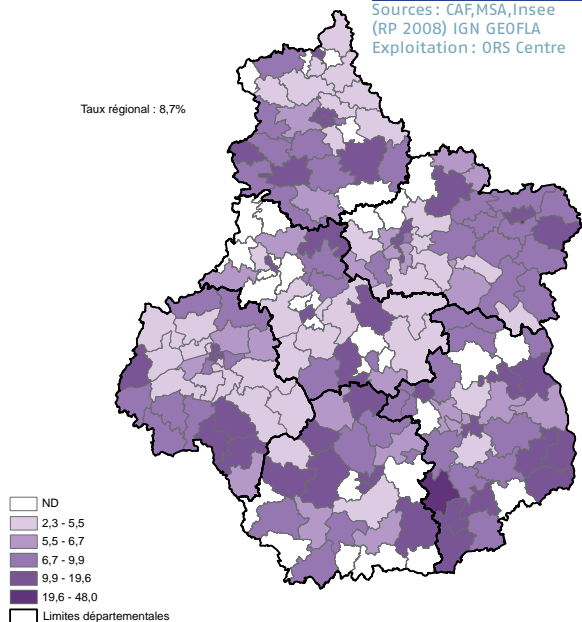 Sources : CAF,MSA,Insee
(RP 2008) IGN GEOFLA
Exploitation : ORS Centre
Taux régional : 8,7%
ND
2,3 - 5,5
5,5 - 6,7
6,7 - 9,9
9,9 - 19,6
19,6 - 48,0
Limites départementales